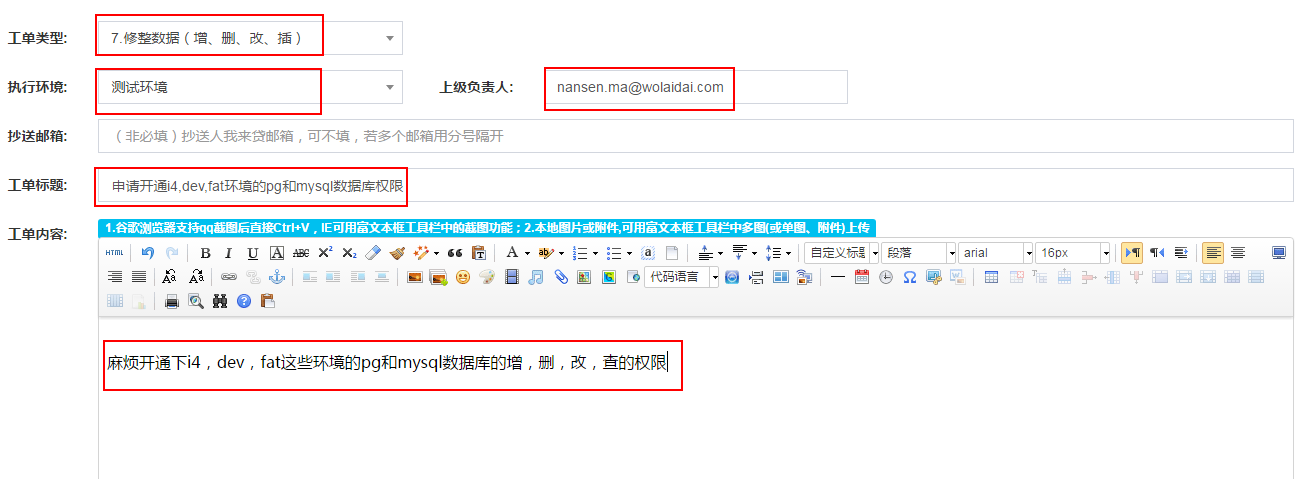 工单类型: 7.修整数据（增、删、改、插）
执行环境: 测试环境 上级负责人: nansen.ma@wolaidai.com
抄送邮箱: （非必填）抄送人我来贷邮箱，可不填，若多个邮箱用分号隔开
工单标题: 申请开通i4,dev,fat环境的pg和mysql数据库权限
工单内容: 1.谷歌浏览器支持qq截图后直接Ctrl+V，IE可用富文本框工具栏中的截图功能；2.本地图片或附件,可用富文本框工具栏中多图(或单图、附件)上传
HTML B I U A ABC X² X₂ A ab 自定义标题 段落 arial 16px
代码语言
麻烦开通下i4，dev，fat这些环境的pg和mysql数据库的增，删，改，查的权限